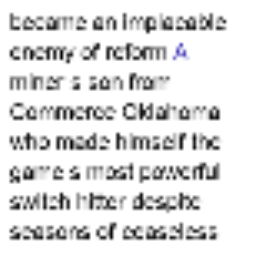 became an implacable
enemy of reform A
miner s son from
Commerce Oklahoma
who made himself the
game s most powerful
switch hitter despite
seasons of ceaseless